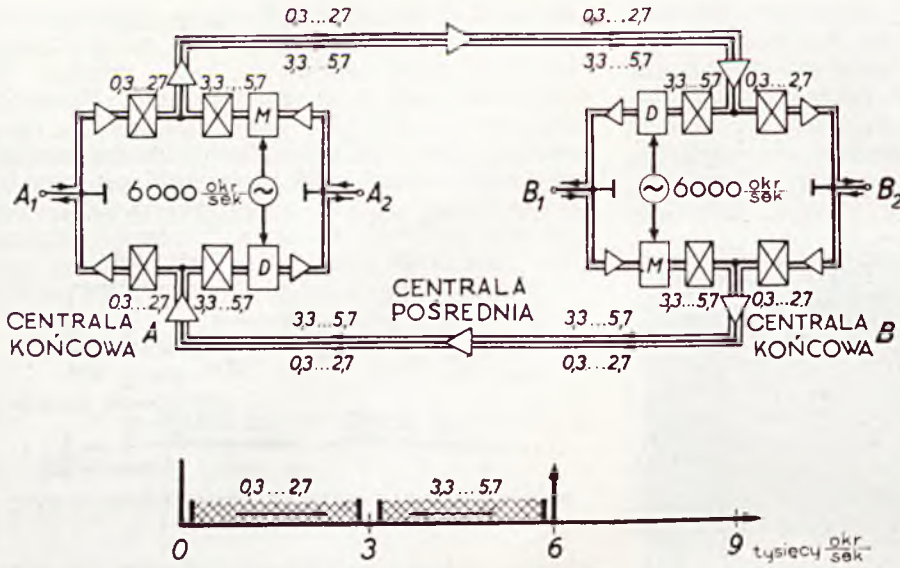 0,3...2,7
0,3...2,7
3,3...5,7
3,3...5,7
0,3...2,7
3,3...5,7
3,3...5,7
0,3...2,7
M
D
A₁
6000 okr/sek
A₂
B₁
6000 okr/sek
B₂
D
M
0,3...2,7
3,3...5,7
3,3...5,7
0,3...2,7
CENTRALA
KOŃCOWA A
CENTRALA
POŚREDNIA
CENTRALA
KOŃCOWA B
3,3...5,7
3,3...5,7
0,3...2,7
0,3...2,7
0,3...2,7
3,3...5,7
0
3
6
9
tysięcy okr/sek